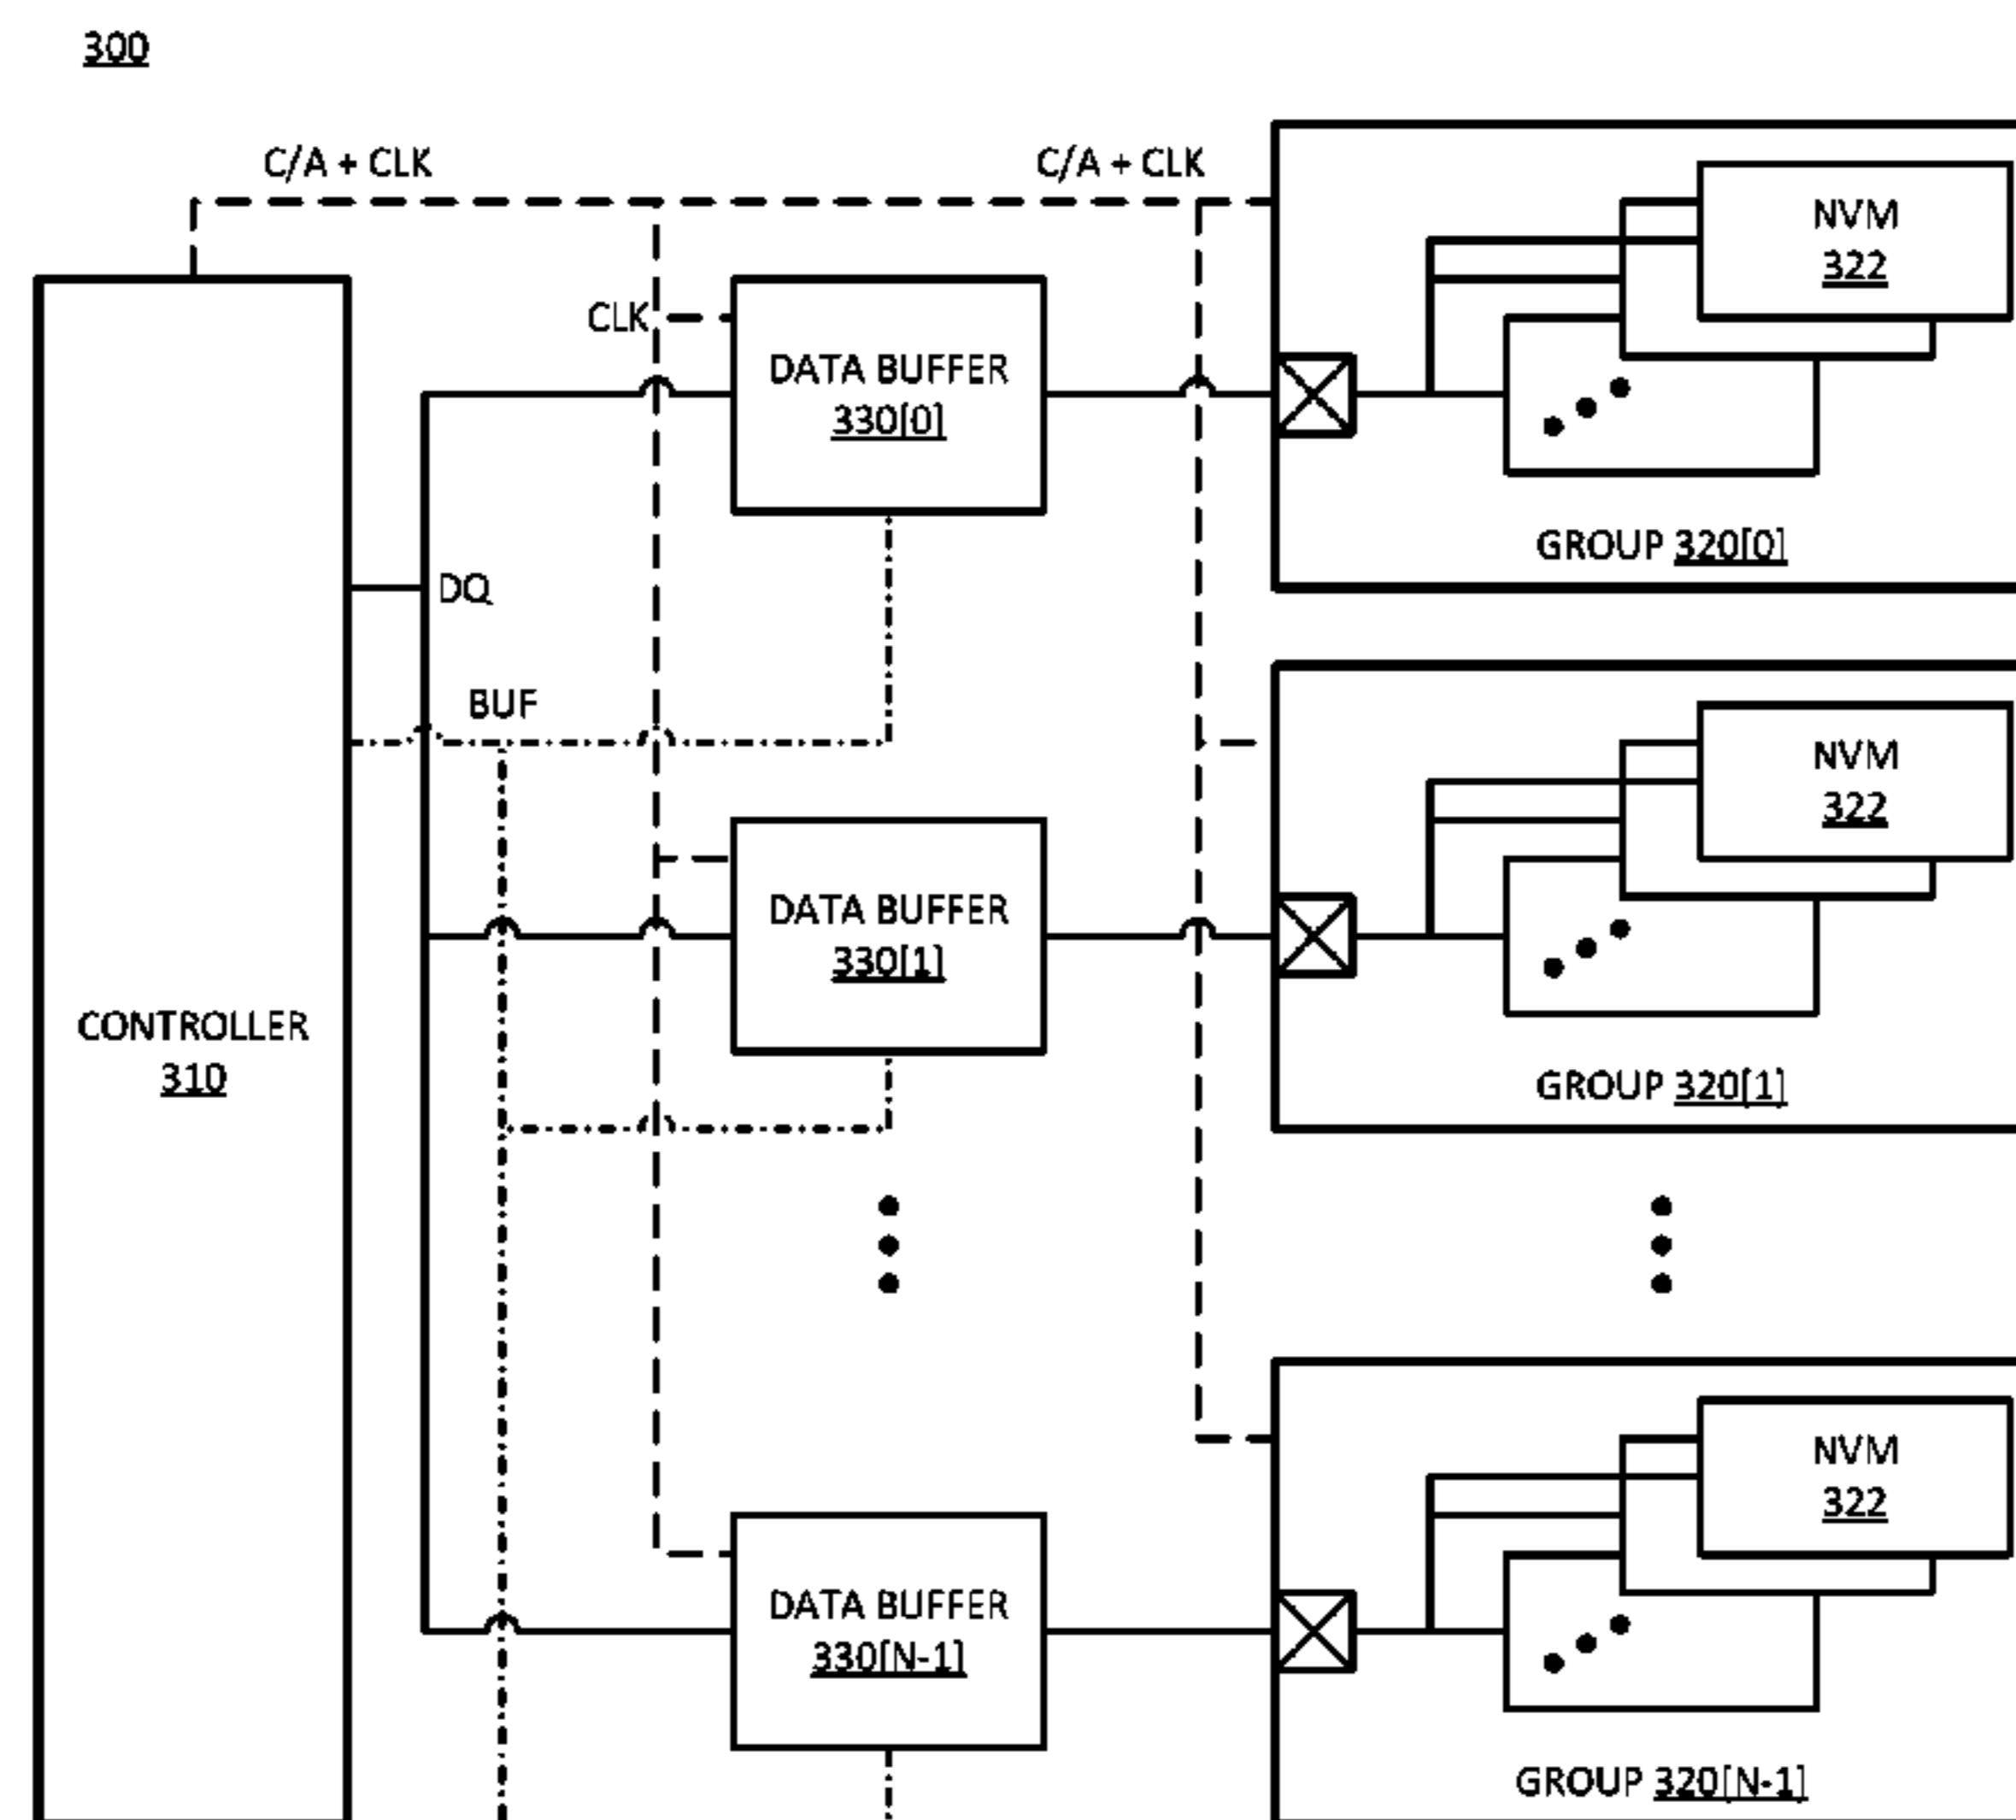 300
C/A + CLK
C/A + CLK
NVM
322
CLK
DATA BUFFER
330[0]
GROUP 320[0]
DQ
BUF
NVM
322
DATA BUFFER
330[1]
CONTROLLER
310
GROUP 320[1]
NVM
322
DATA BUFFER
330[N-1]
GROUP 320[N-1]